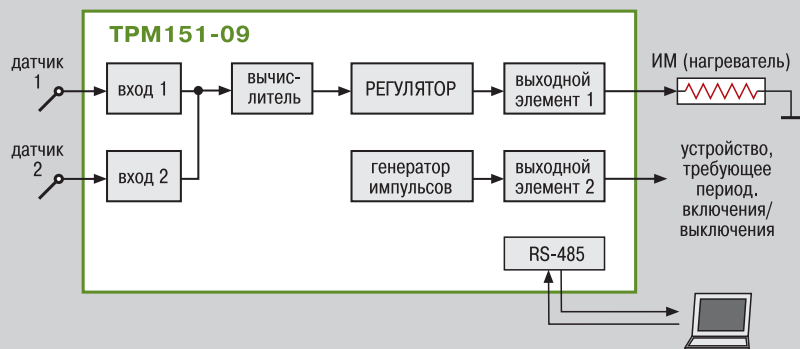 ТРМ151-09
датчик
1
вход 1
вычис-
литель
РЕГУЛЯТОР
выходной
элемент 1
ИМ (нагреватель)
датчик
2
вход 2
генератор
импульсов
выходной
элемент 2
устройство,
требующее
период.
включения/
выключения
RS-485